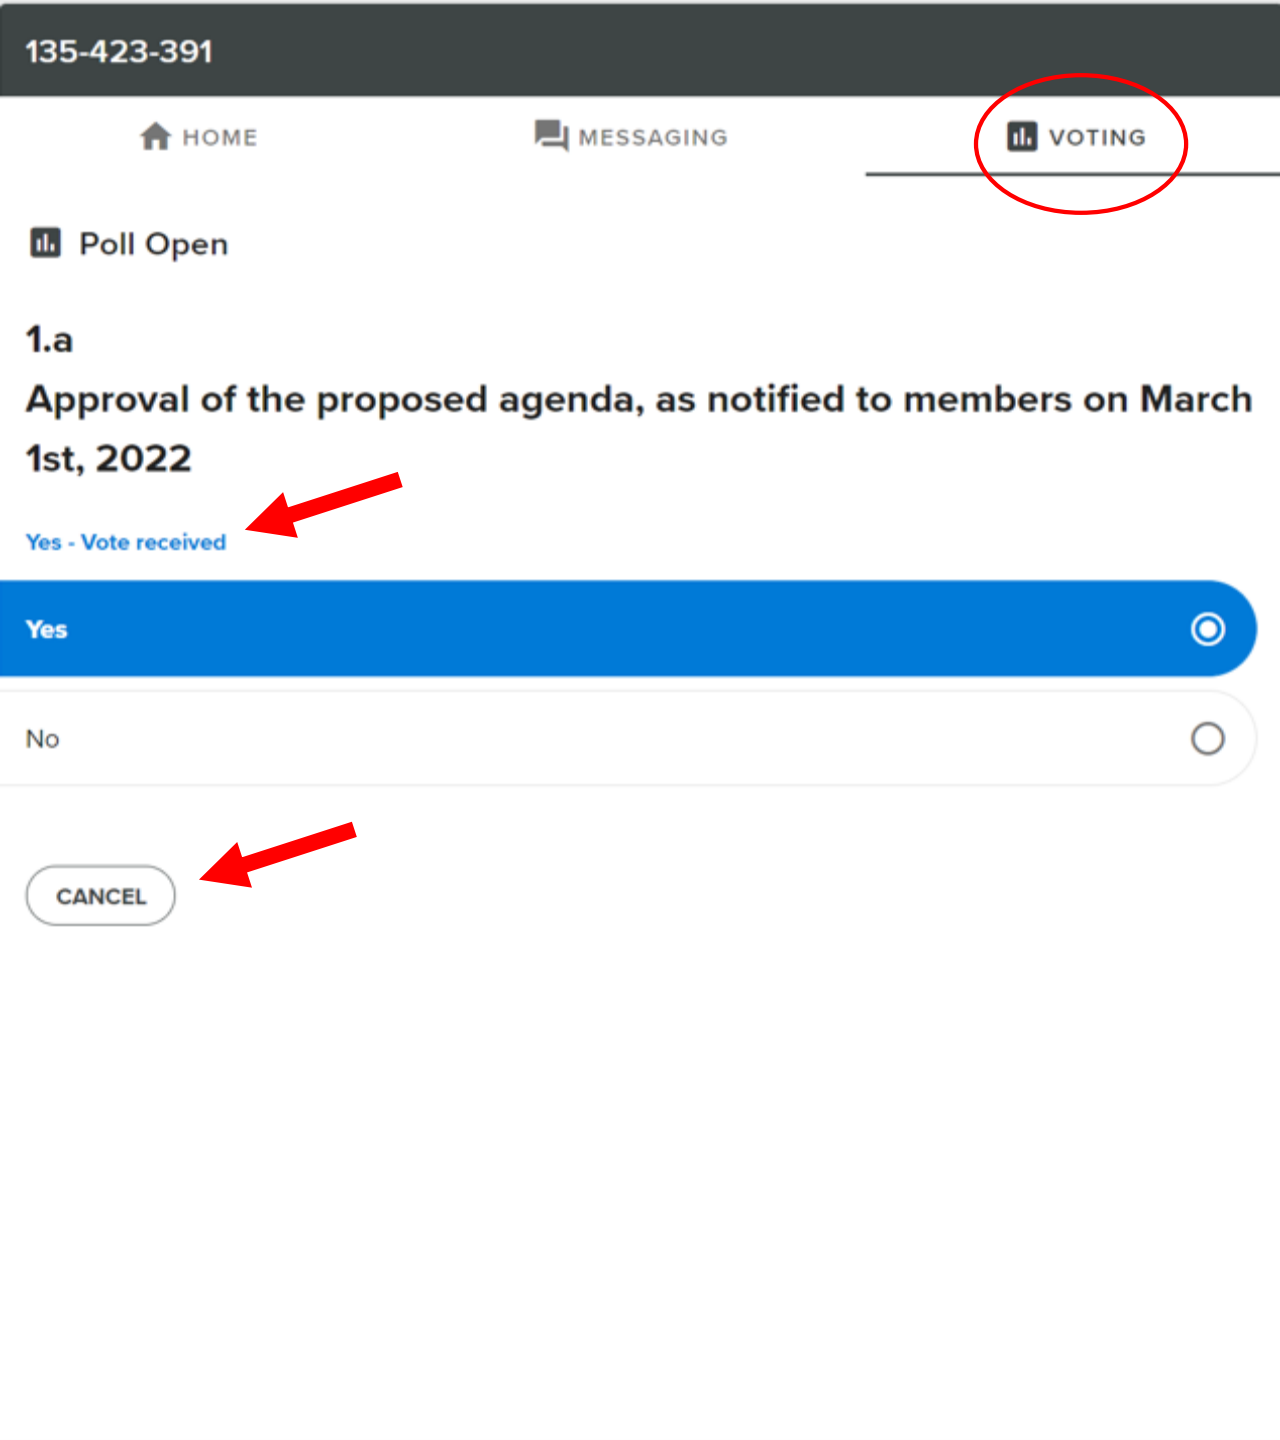 135-423-391
HOME MESSAGING VOTING
Poll Open
1.a
Approval of the proposed agenda, as notified to members on March
1st, 2022
Yes - Vote received
Yes
No
CANCEL